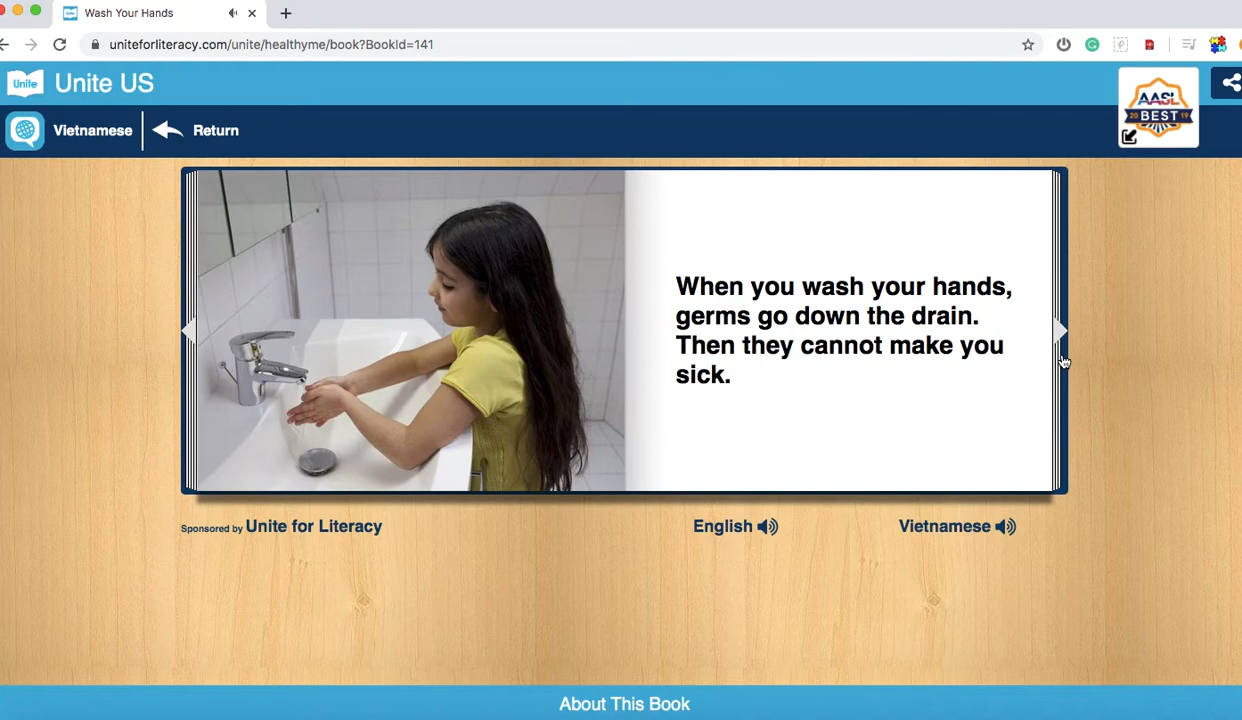 Wash Your Hands
uniteforliteracy.com/unite/healthyme/book?BookId=141
Unite
Unite US
AASL
2019
BEST
Vietnamese
Return
When you wash your hands,
germs go down the drain.
Then they cannot make you
sick.
Sponsored by Unite for Literacy
English
Vietnamese
About This Book